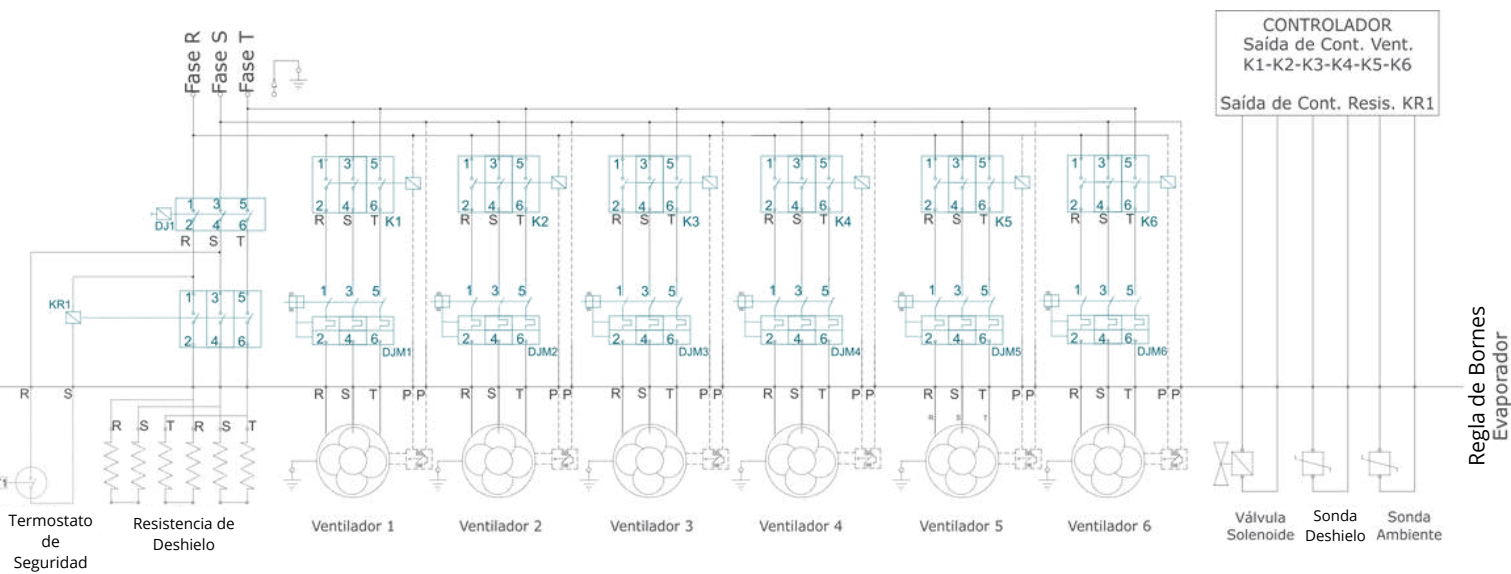 Fase R
Fase S
Fase T
CONTROLADOR
Saída de Cont. Vent.
K1-K2-K3-K4-K5-K6
Saída de Cont. Resis. KR1
1 3 5
2 4 6
DJ1
R S T
1 3 5
2 4 6
K1
R S T
1 3 5
2 4 6
K2
R S T
1 3 5
2 4 6
K3
R S T
1 3 5
2 4 6
K4
R S T
1 3 5
2 4 6
K5
R S T
1 3 5
2 4 6
K6
R S T
KR1
1 3 5
2 4 6
1 3 5
2 4 6
DJM1
1 3 5
2 4 6
DJM2
1 3 5
2 4 6
DJM3
1 3 5
2 4 6
DJM4
1 3 5
2 4 6
DJM5
1 3 5
2 4 6
DJM6
R S
R S T R S T
R S T P P
R S T P P
R S T P P
R S T P P
R S T P P
R S T
R S T P P
Regla de Bornes
Evaporador
Termostato
de
Seguridad
Resistencia de
Deshielo
Ventilador 1
Ventilador 2
Ventilador 3
Ventilador 4
Ventilador 5
Ventilador 6
Válvula
Solenoide
Sonda
Deshielo
Sonda
Ambiente